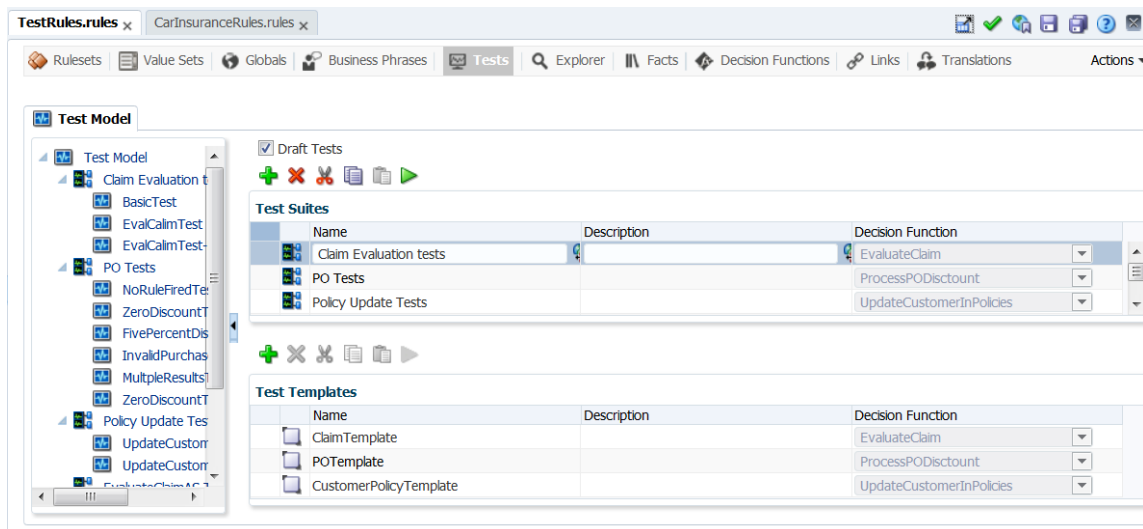 TestRules.rules CarInsuranceRules.rules
Rulesets Value Sets Globals Business Phrases Tests Explorer Facts Decision Functions Links Translations Actions
Test Model
Test Model
Claim Evaluation t
BasicTest
EvalCalimTest
EvalCalimTest-
PO Tests
NoRuleFiredTes
ZeroDiscountT
FivePercentDis
InvalidPurchas
MultpleResultsT
ZeroDiscountT
Policy Update Tes
UpdateCustom
UpdateCustom
Draft Tests
Test Suites
Name Description Decision Function
Claim Evaluation tests EvaluateClaim
PO Tests ProcessPODisctount
Policy Update Tests UpdateCustomerInPolicies
Test Templates
Name Description Decision Function
ClaimTemplate EvaluateClaim
POTemplate ProcessPODisctount
CustomerPolicyTemplate UpdateCustomerInPolicies